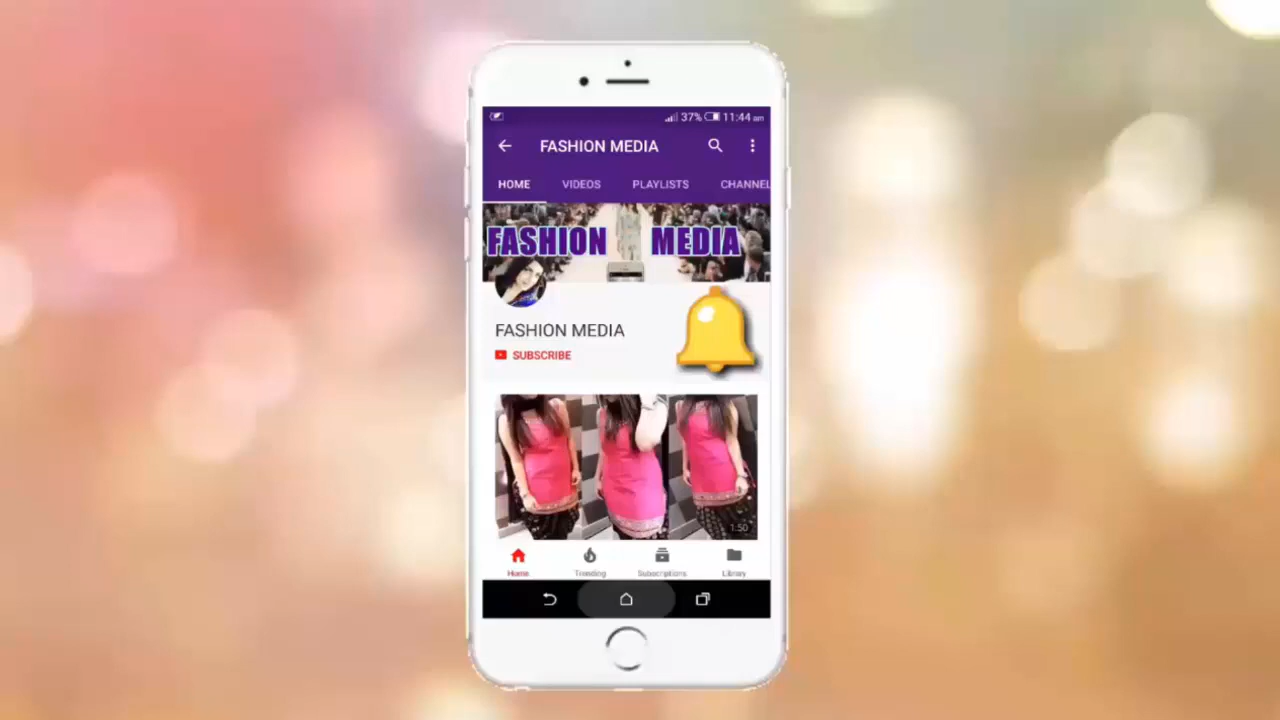 37% 11:44 am
FASHION MEDIA
HOME VIDEOS PLAYLISTS CHANNEL
FASHION MEDIA
FASHION MEDIA
SUBSCRIBE
1:50
Home Trending Subscriptions Library